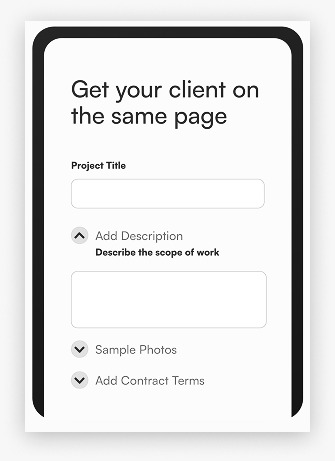 Get your client on
the same page
Project Title
Add Description
Describe the scope of work
Sample Photos
Add Contract Terms